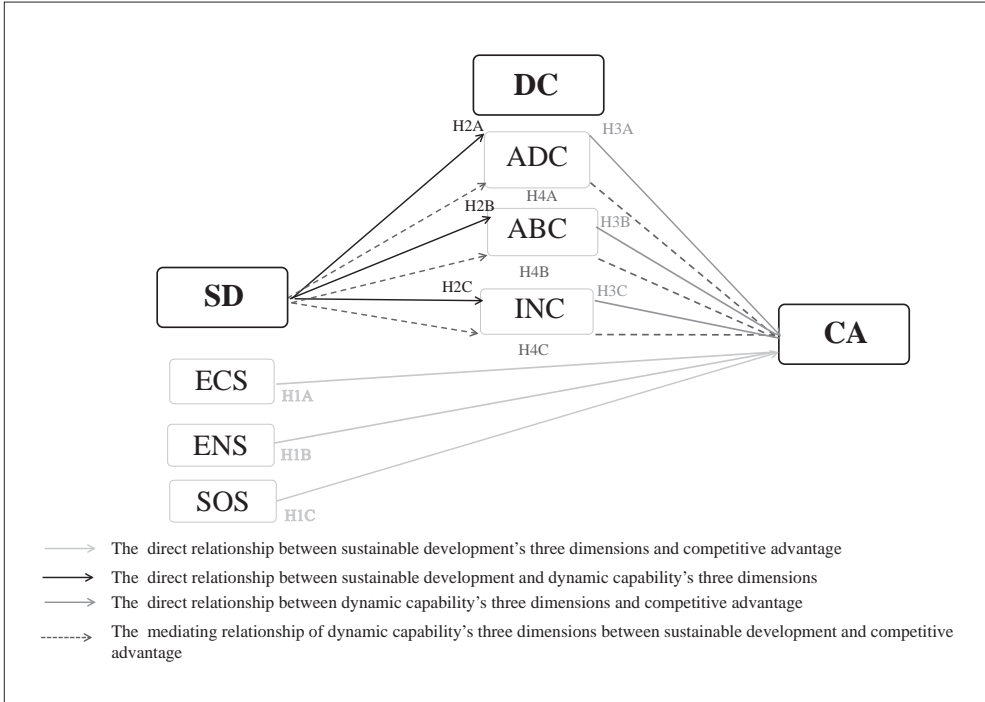 DC
H2A
H3A
ADC
H4A
H2B
H3B
ABC
SD
H4B
H2C
H3C
INC
CA
H4C
ECS
H1A
ENS
H1B
SOS
H1C
The direct relationship between sustainable development's three dimensions and competitive advantage
The direct relationship between sustainable development and dynamic capability's three dimensions
The direct relationship between dynamic capability's three dimensions and competitive advantage
The mediating relationship of dynamic capability's three dimensions between sustainable development and competitive
advantage